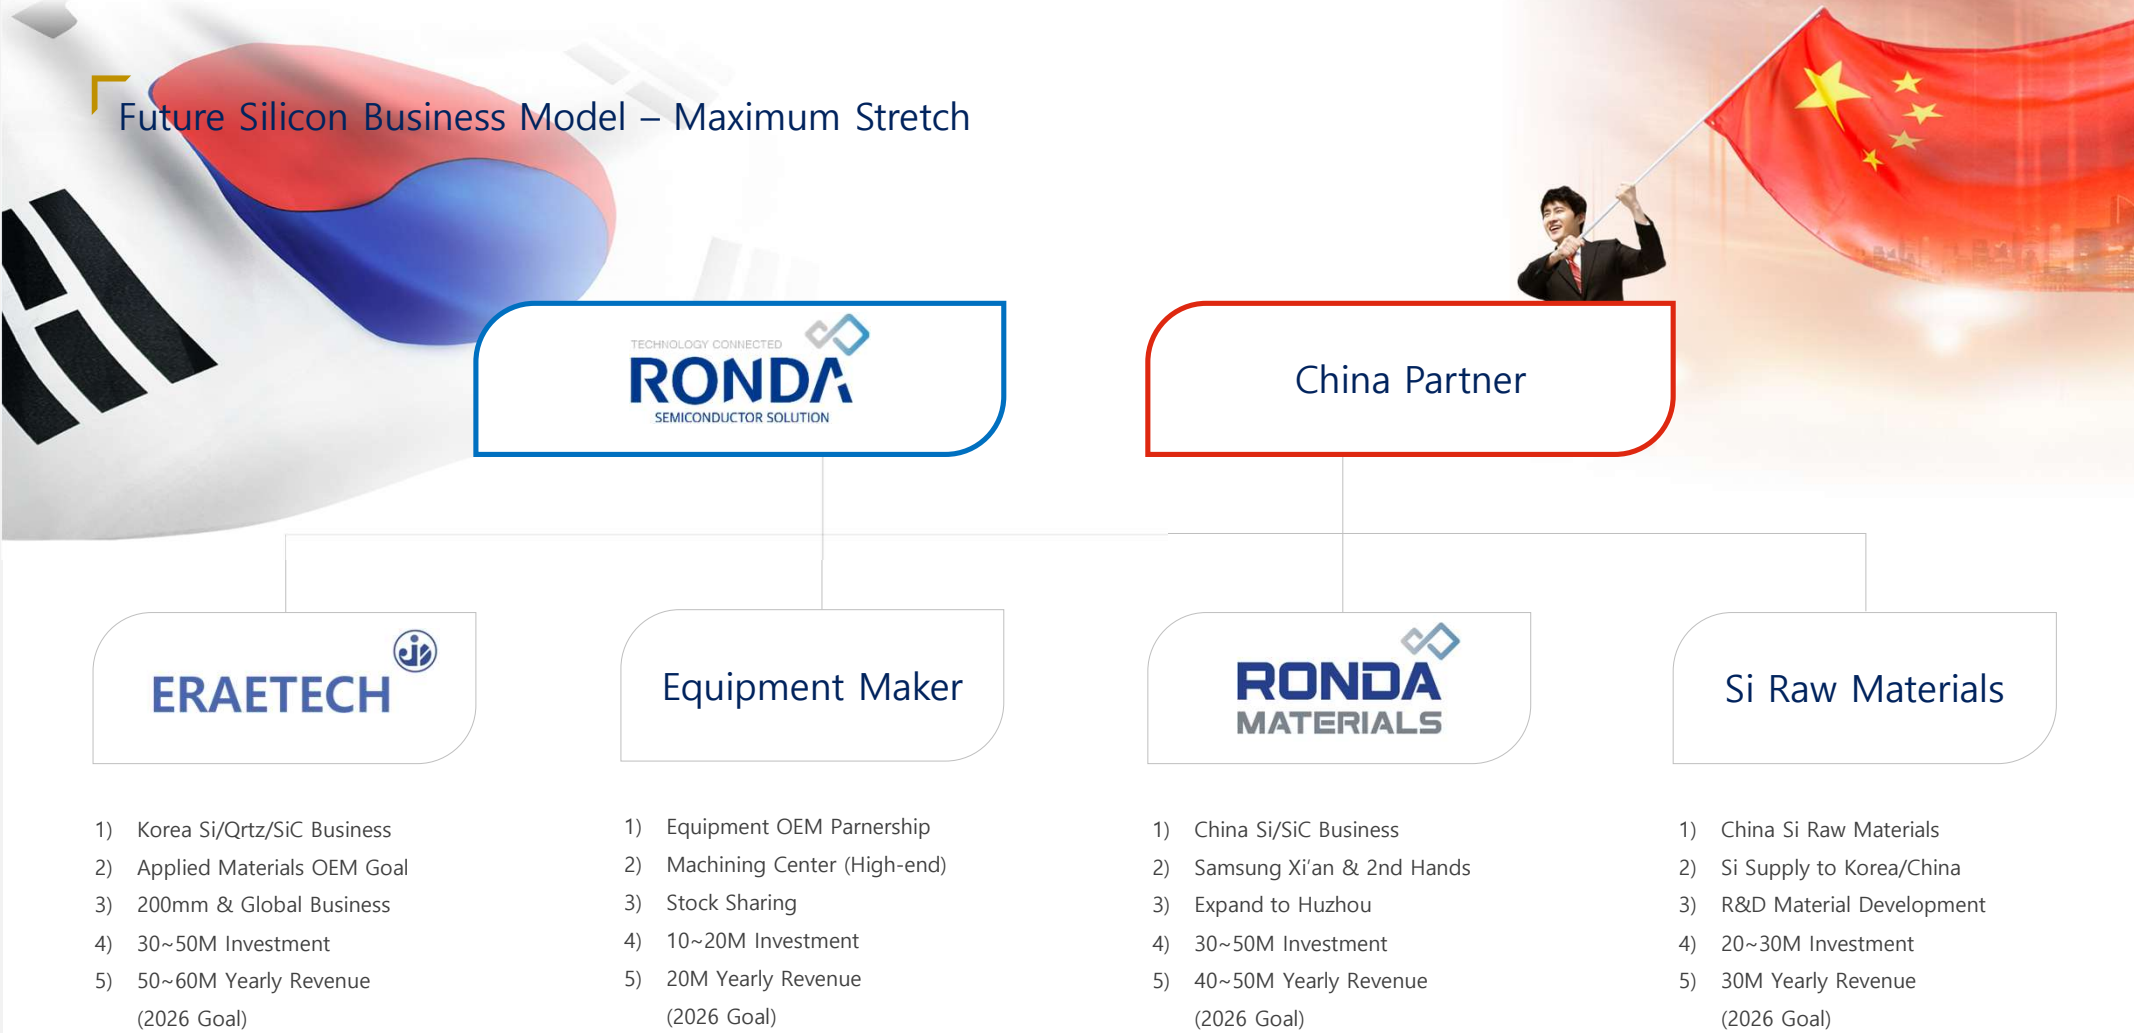 Future Silicon Business Model – Maximum Stretch
TECHNOLOGY CONNECTED
RONDA
SEMICONDUCTOR SOLUTION
China Partner
ERAETECH
Equipment Maker
RONDA
MATERIALS
Si Raw Materials
1) Korea Si/Qrtz/SiC Business
2) Applied Materials OEM Goal
3) 200mm & Global Business
4) 30~50M Investment
5) 50~60M Yearly Revenue
(2026 Goal)
1) Equipment OEM Parnership
2) Machining Center (High-end)
3) Stock Sharing
4) 10~20M Investment
5) 20M Yearly Revenue
(2026 Goal)
1) China Si/SiC Business
2) Samsung Xi'an & 2nd Hands
3) Expand to Huzhou
4) 30~50M Investment
5) 40~50M Yearly Revenue
(2026 Goal)
1) China Si Raw Materials
2) Si Supply to Korea/China
3) R&D Material Development
4) 20~30M Investment
5) 30M Yearly Revenue
(2026 Goal)